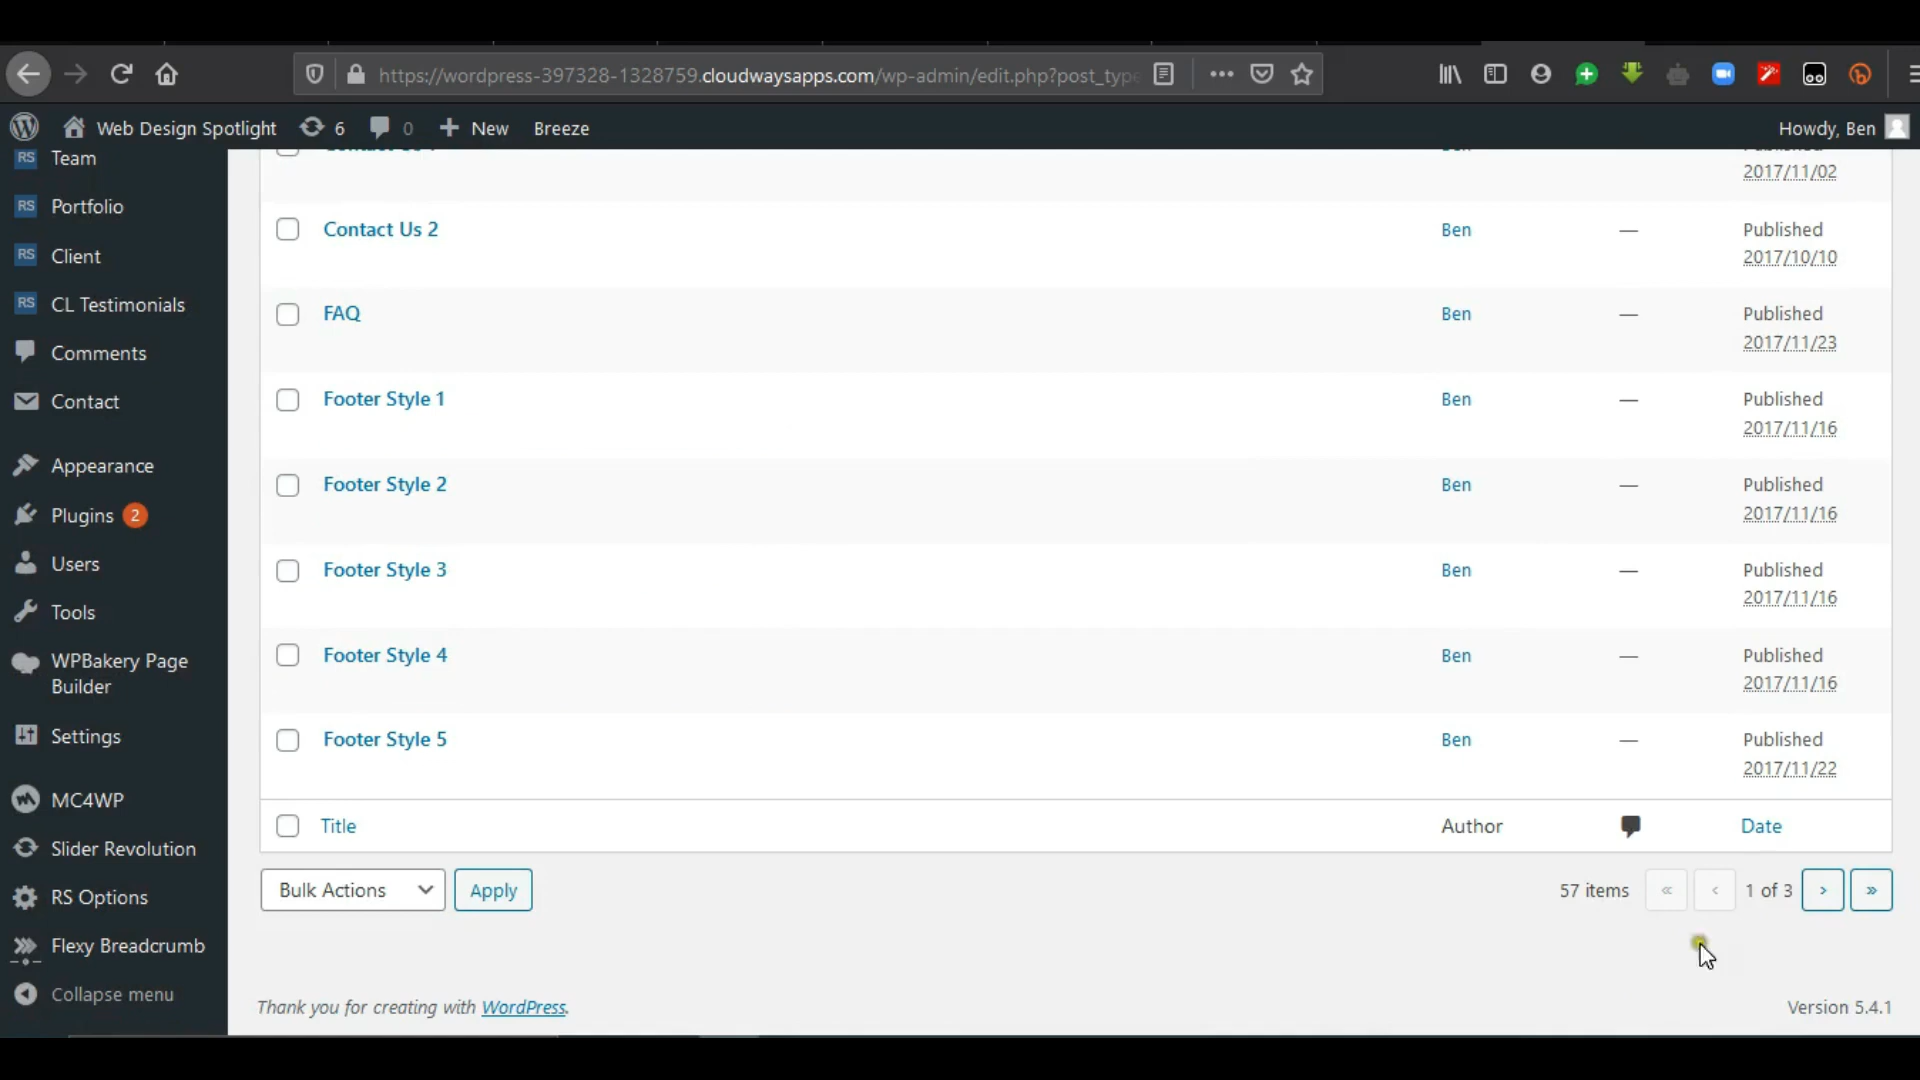 https://wordpress-397328-1328759.cloudwaysapps.com/wp-admin/edit.php?post_type
Web Design Spotlight 6 0 New Breeze Howdy, Ben
RS Team
RS Portfolio
RS Client
RS CL Testimonials
Comments
Contact
Appearance
Plugins 2
Users
Tools
WPBakery Page
Builder
Settings
MC4WP
Slider Revolution
RS Options
Flexy Breadcrumb
Collapse menu
2017/11/02
Contact Us 2 Ben — Published
2017/10/10
FAQ Ben — Published
2017/11/23
Footer Style 1 Ben — Published
2017/11/16
Footer Style 2 Ben — Published
2017/11/16
Footer Style 3 Ben — Published
2017/11/16
Footer Style 4 Ben — Published
2017/11/16
Footer Style 5 Ben — Published
2017/11/22
Title Author Date
Bulk Actions Apply 57 items « ‹ 1 of 3 › »
Thank you for creating with WordPress. Version 5.4.1